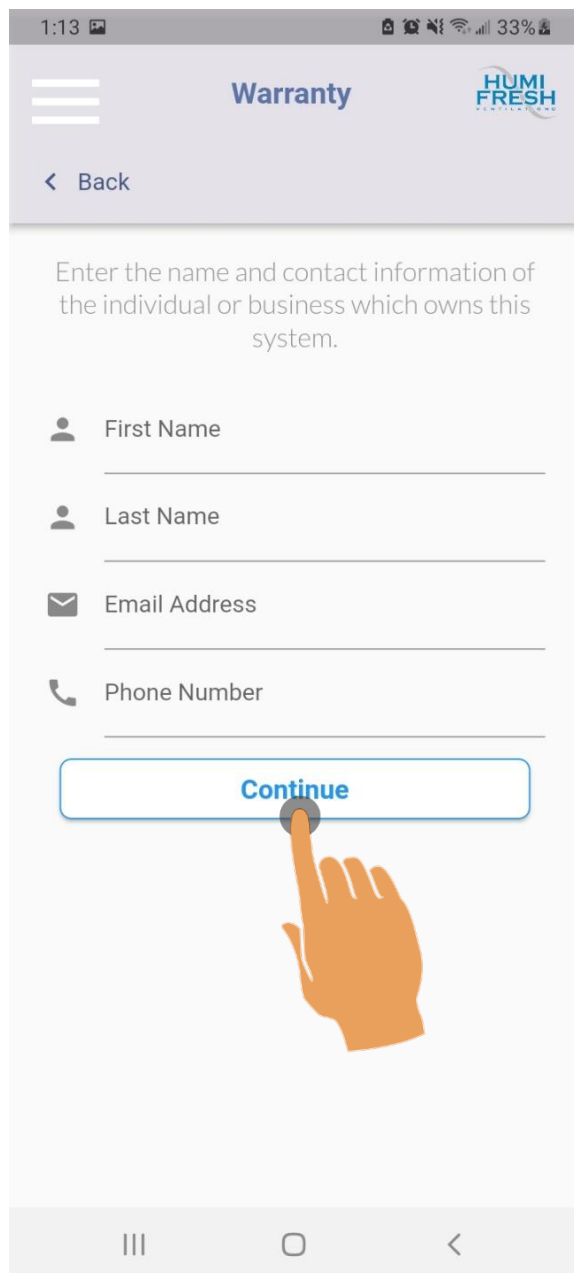 1:13 33%
Warranty
HUMI
FRESH
VENTILATIONS
Back
Enter the name and contact information of
the individual or business which owns this
system.
First Name
Last Name
Email Address
Phone Number
Continue